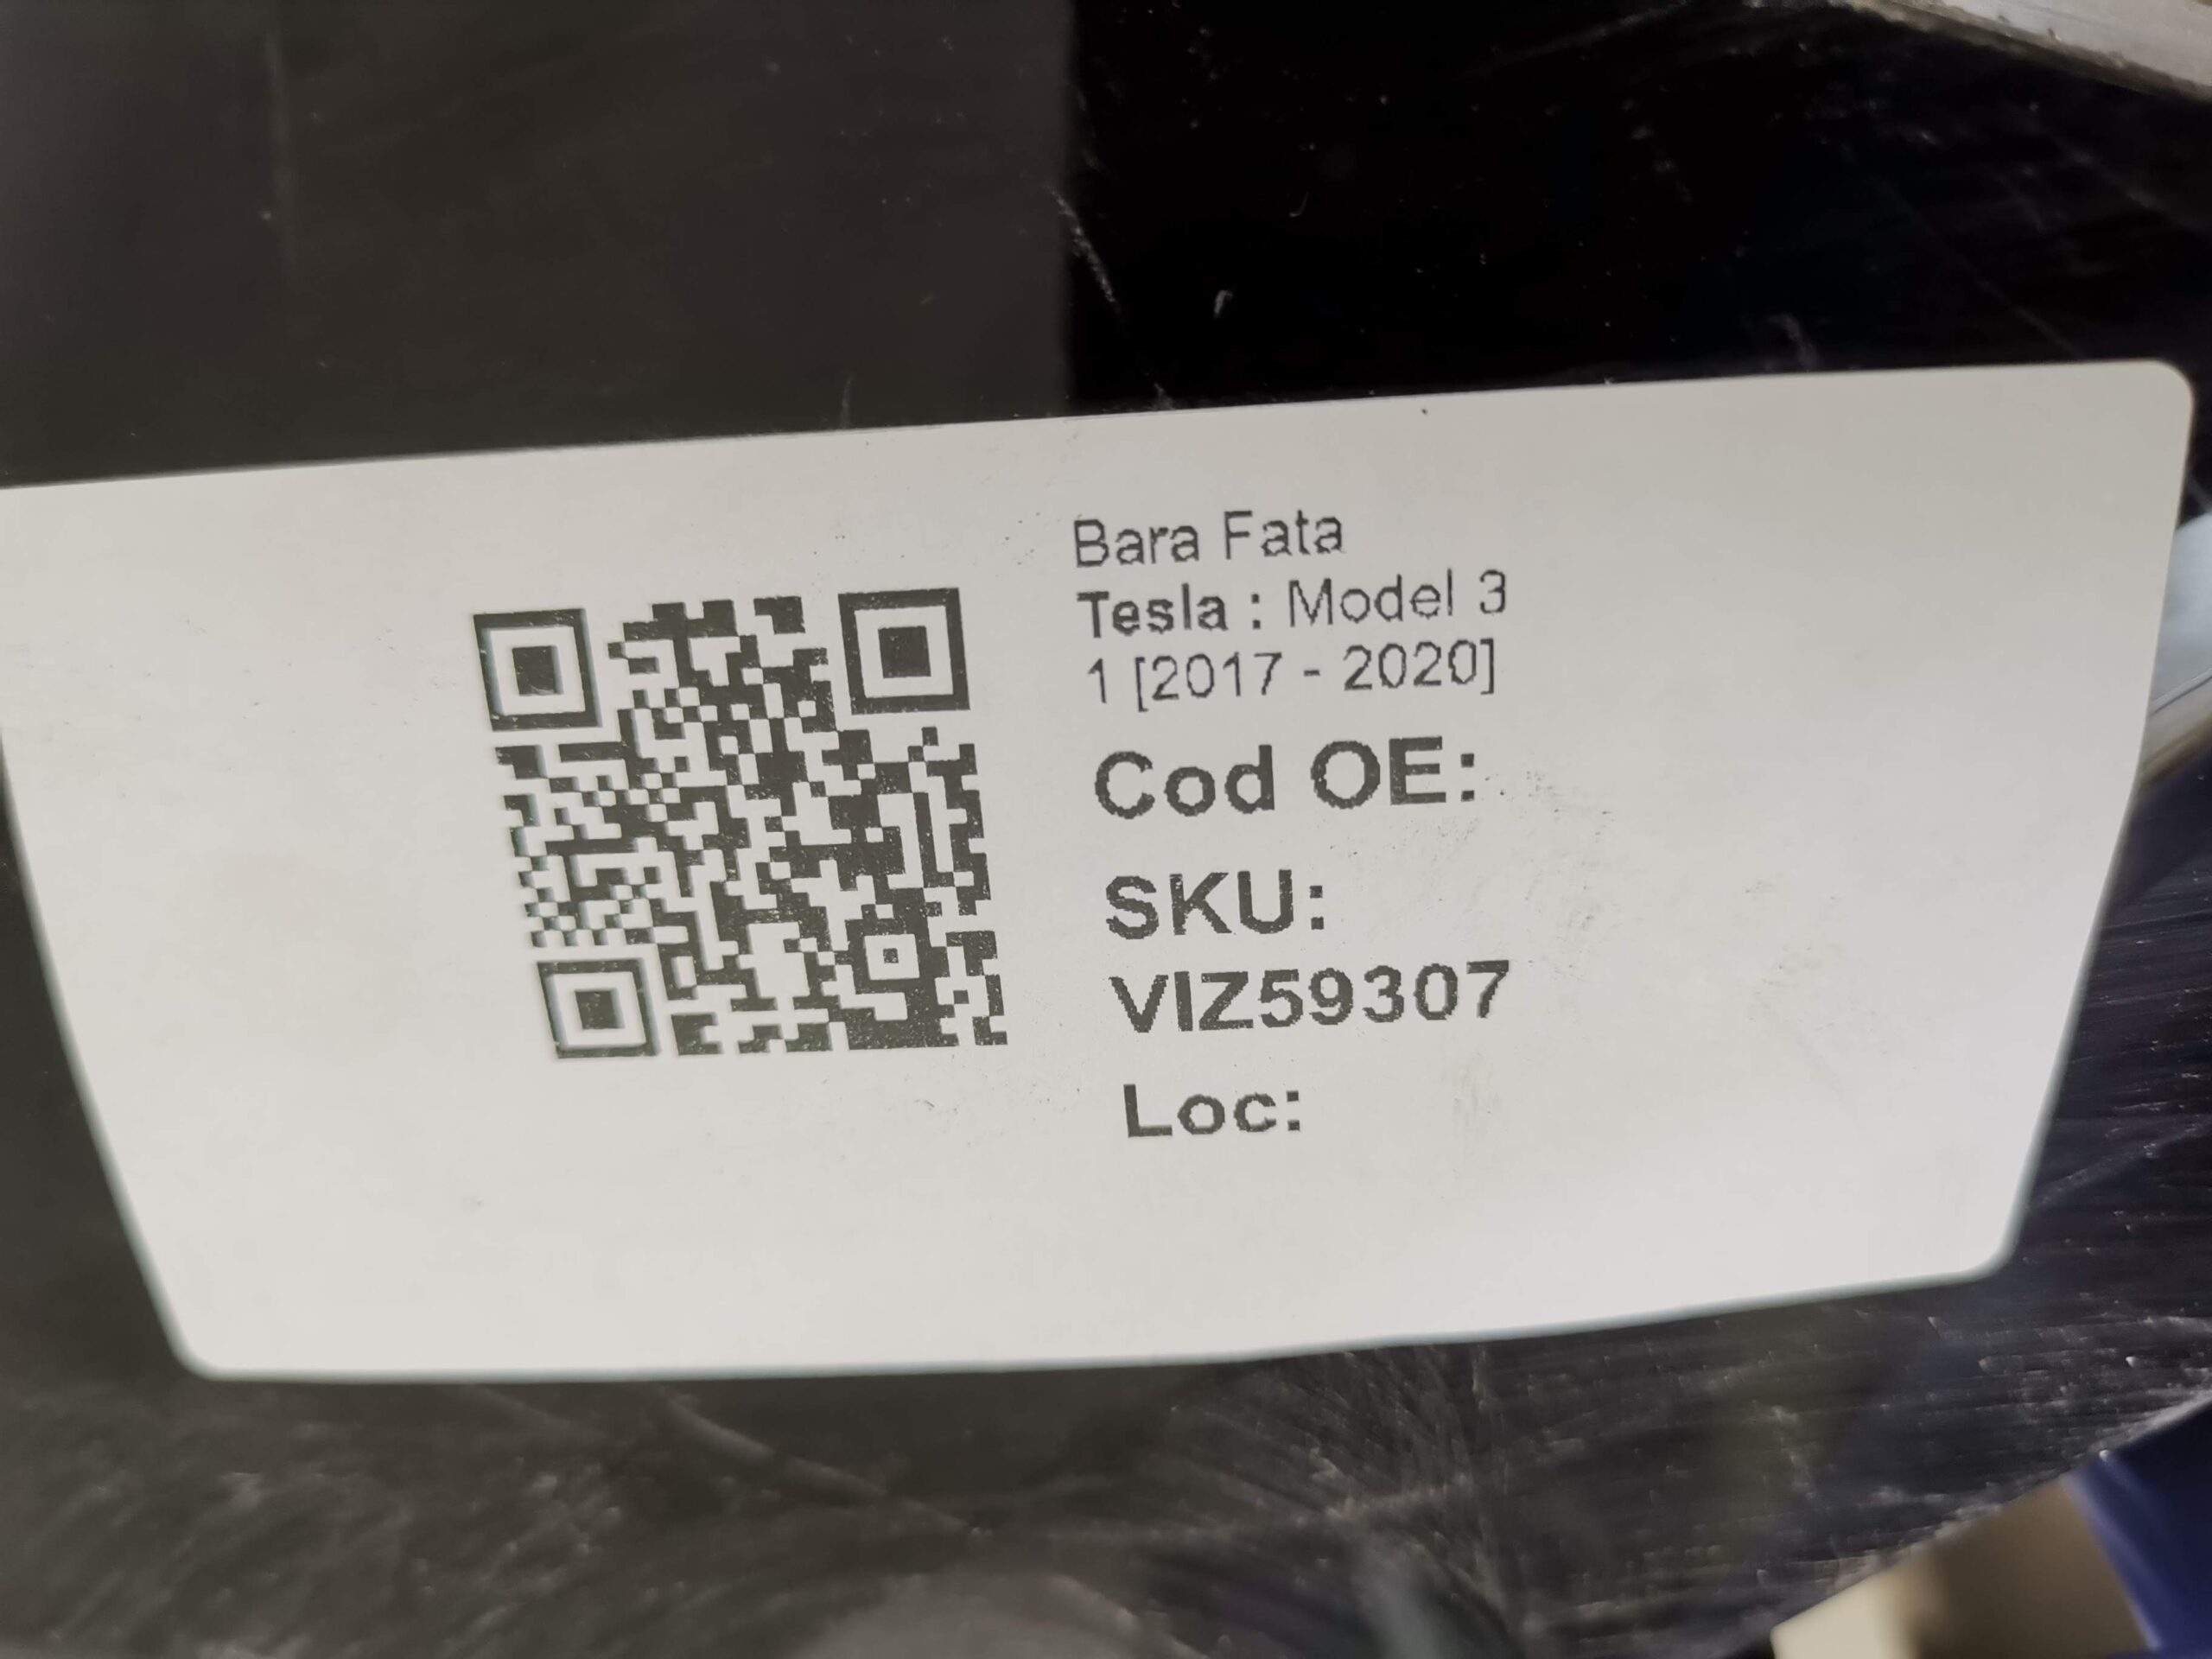 Bara Fata
Tesla : Model 3
1 [2017 - 2020]
Cod OE:
SKU:
VIZ59307
Loc: